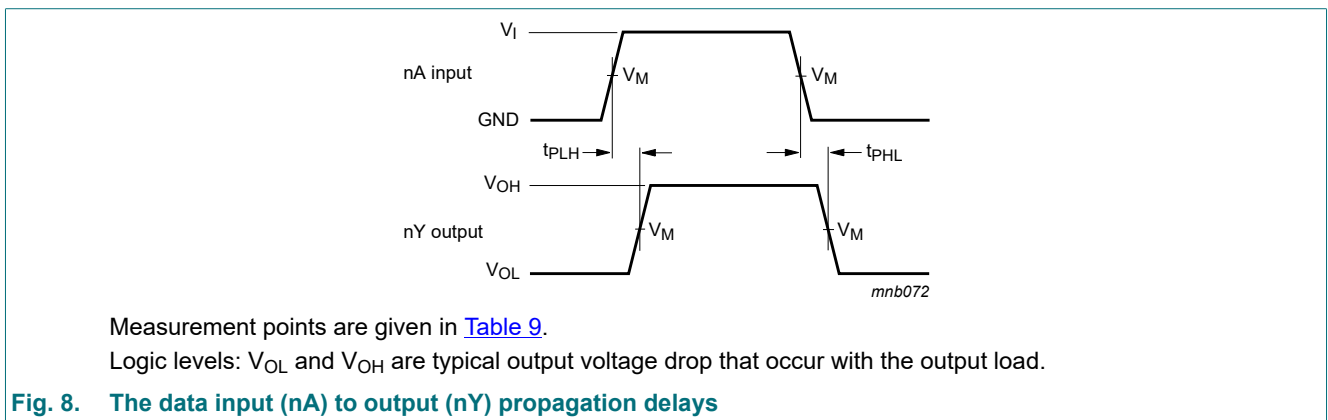 VI
nA input
VM
VM
GND
tPLH
tPHL
VOH
nY output
VM
VM
VOL
mnb072
Measurement points are given in Table 9.
Logic levels: VOL and VOH are typical output voltage drop that occur with the output load.
Fig. 8. The data input (nA) to output (nY) propagation delays